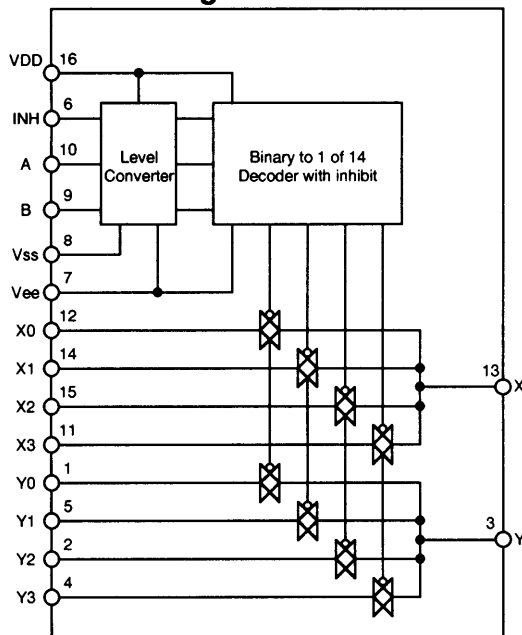 VDD 16
INH 6
A 10
B 9
Vss 8
Vee 7
Level
Converter
Binary to 1 of 14
Decoder with inhibit
X0 12
X1 14
X2 15
X3 11
Y0 1
Y1 5
Y2 2
Y3 4
13 X
3 Y